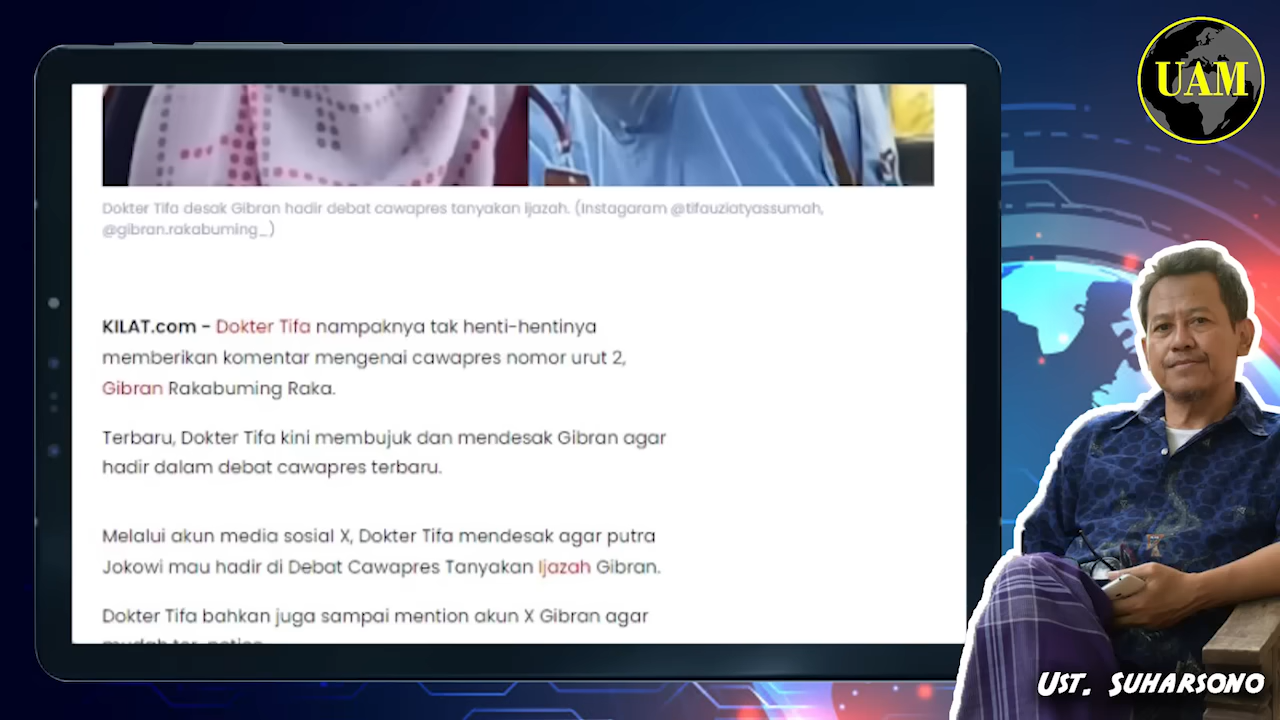 UAM
Dokter Tifa desak Gibran hadir debat cawapres tanyakan Ijazah. (Instagaram @tifauziatyassumah,
@gibran.rakabuming_)
KILAT.com - Dokter Tifa nampaknya tak henti-hentinya
memberikan komentar mengenai cawapres nomor urut 2,
Gibran Rakabuming Raka.
Terbaru, Dokter Tifa kini membujuk dan mendesak Gibran agar
hadir dalam debat cawapres terbaru.
Melalui akun media sosial X, Dokter Tifa mendesak agar putra
Jokowi mau hadir di Debat Cawapres Tanyakan Ijazah Gibran.
Dokter Tifa bahkan juga sampai mention akun X Gibran agar
UST. SUHARSONO